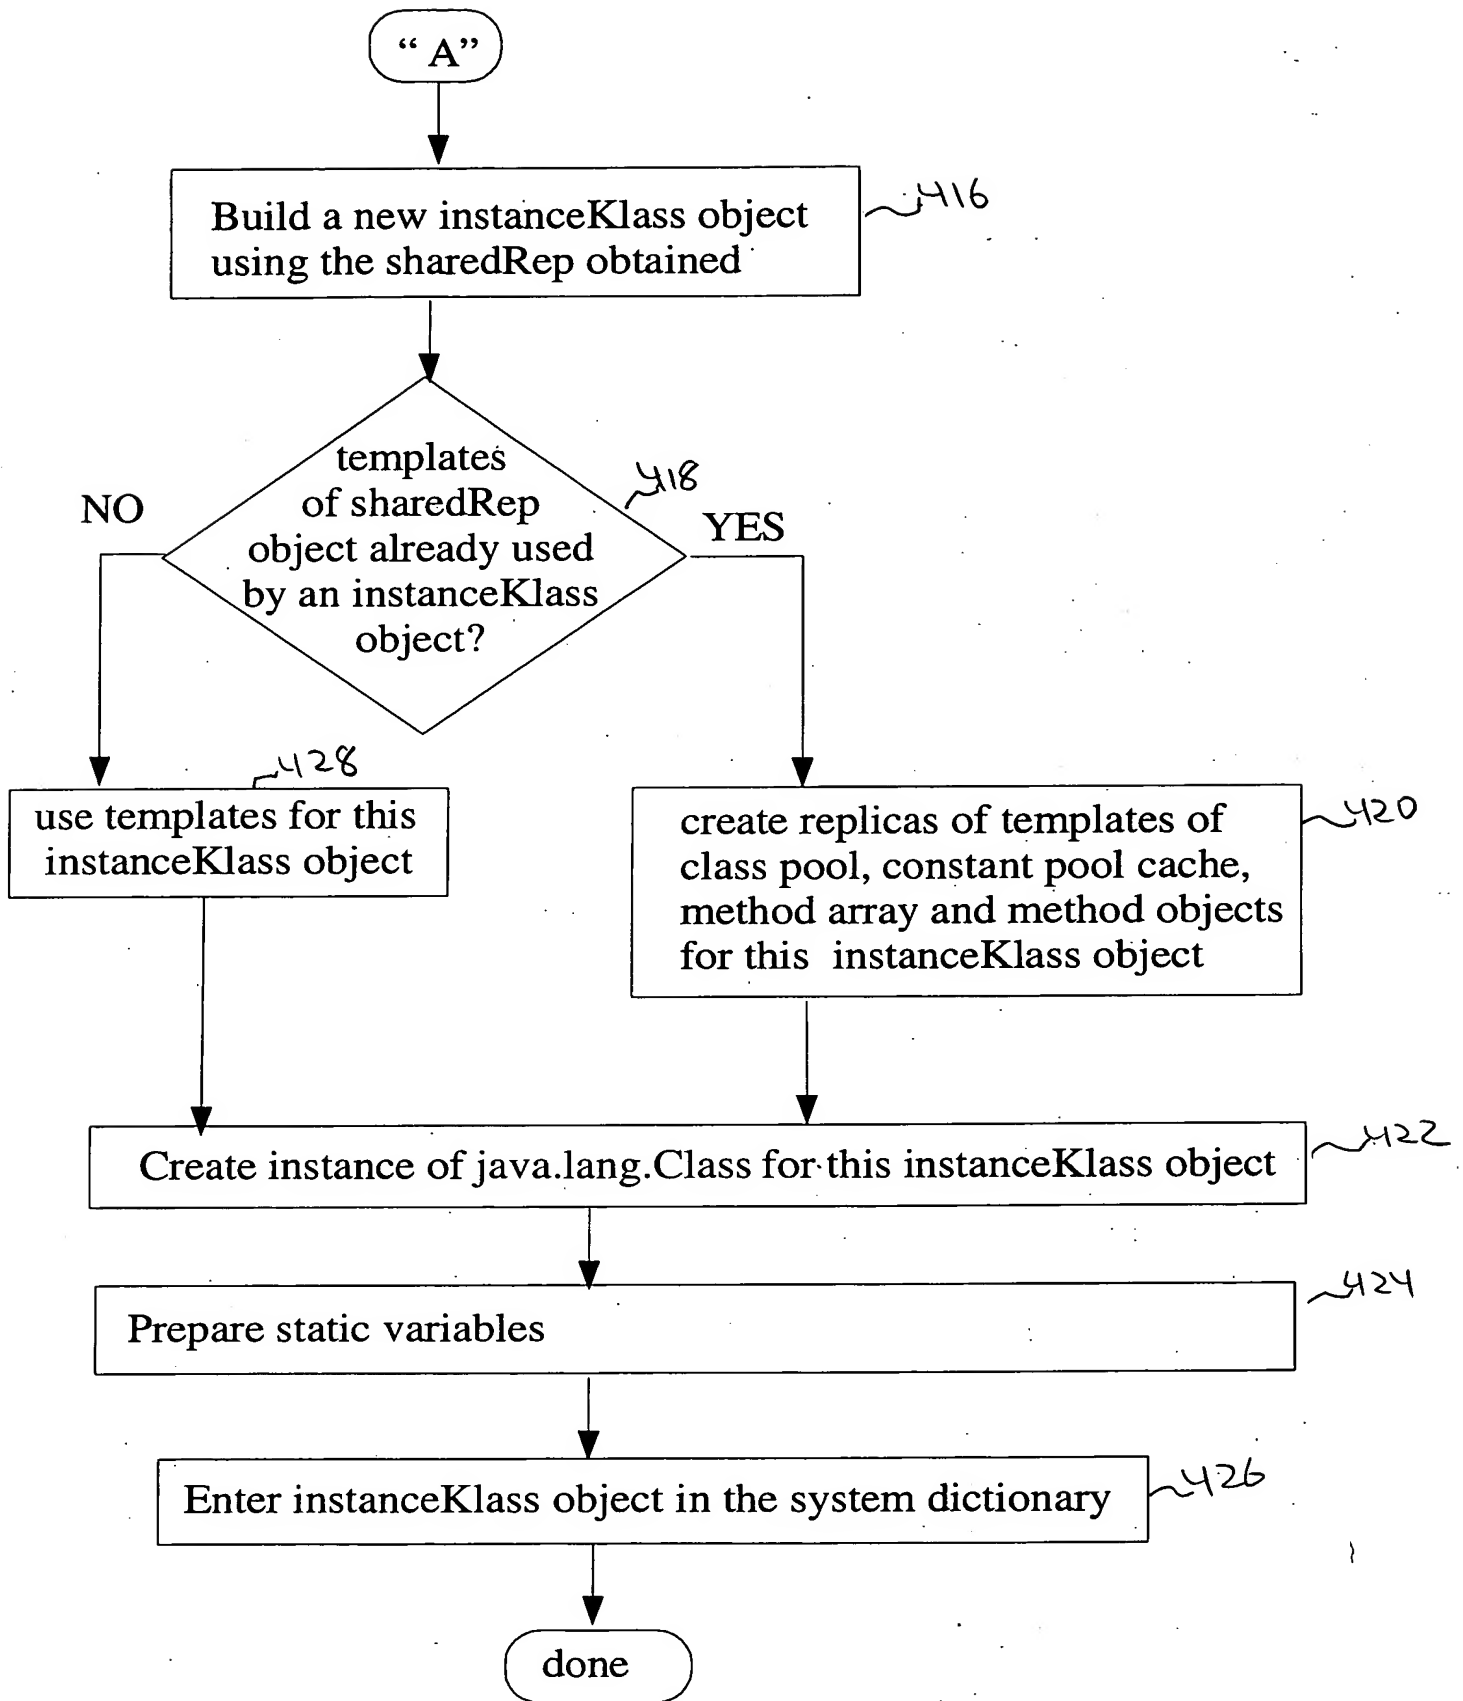 “ A”
Build a new instanceKlass object
using the sharedRep obtained
416
templates
of sharedRep
object already used
by an instanceKlass
object?
418
NO
YES
428
use templates for this
instanceKlass object
create replicas of templates of
class pool, constant pool cache,
method array and method objects
for this instanceKlass object
420
Create instance of java.lang.Class for this instanceKlass object
422
Prepare static variables
424
Enter instanceKlass object in the system dictionary
426
done